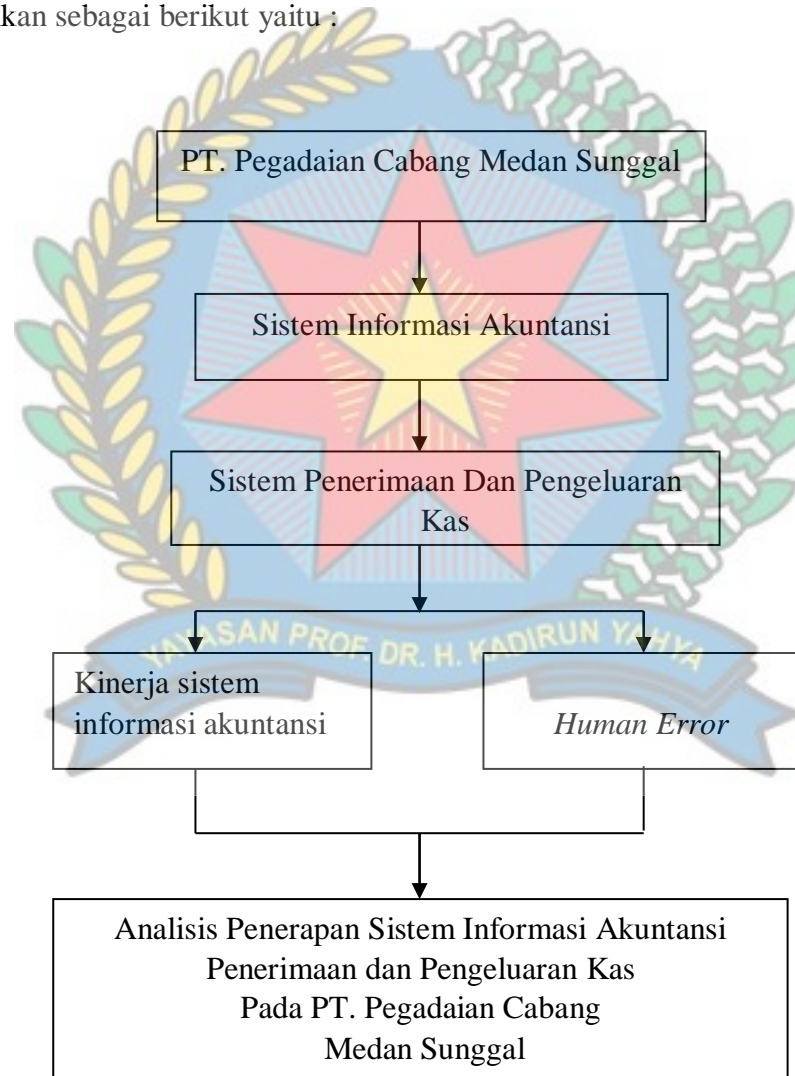 kan sebagai berikut yaitu :
PT. Pegadaian Cabang Medan Sunggal
Sistem Informasi Akuntansi
Sistem Penerimaan Dan Pengeluaran
Kas
YAYASAN PROF. DR. H. KADIRUN YAHYA
Kinerja sistem
informasi akuntansi
Human Error
Analisis Penerapan Sistem Informasi Akuntansi
Penerimaan dan Pengeluaran Kas
Pada PT. Pegadaian Cabang
Medan Sunggal